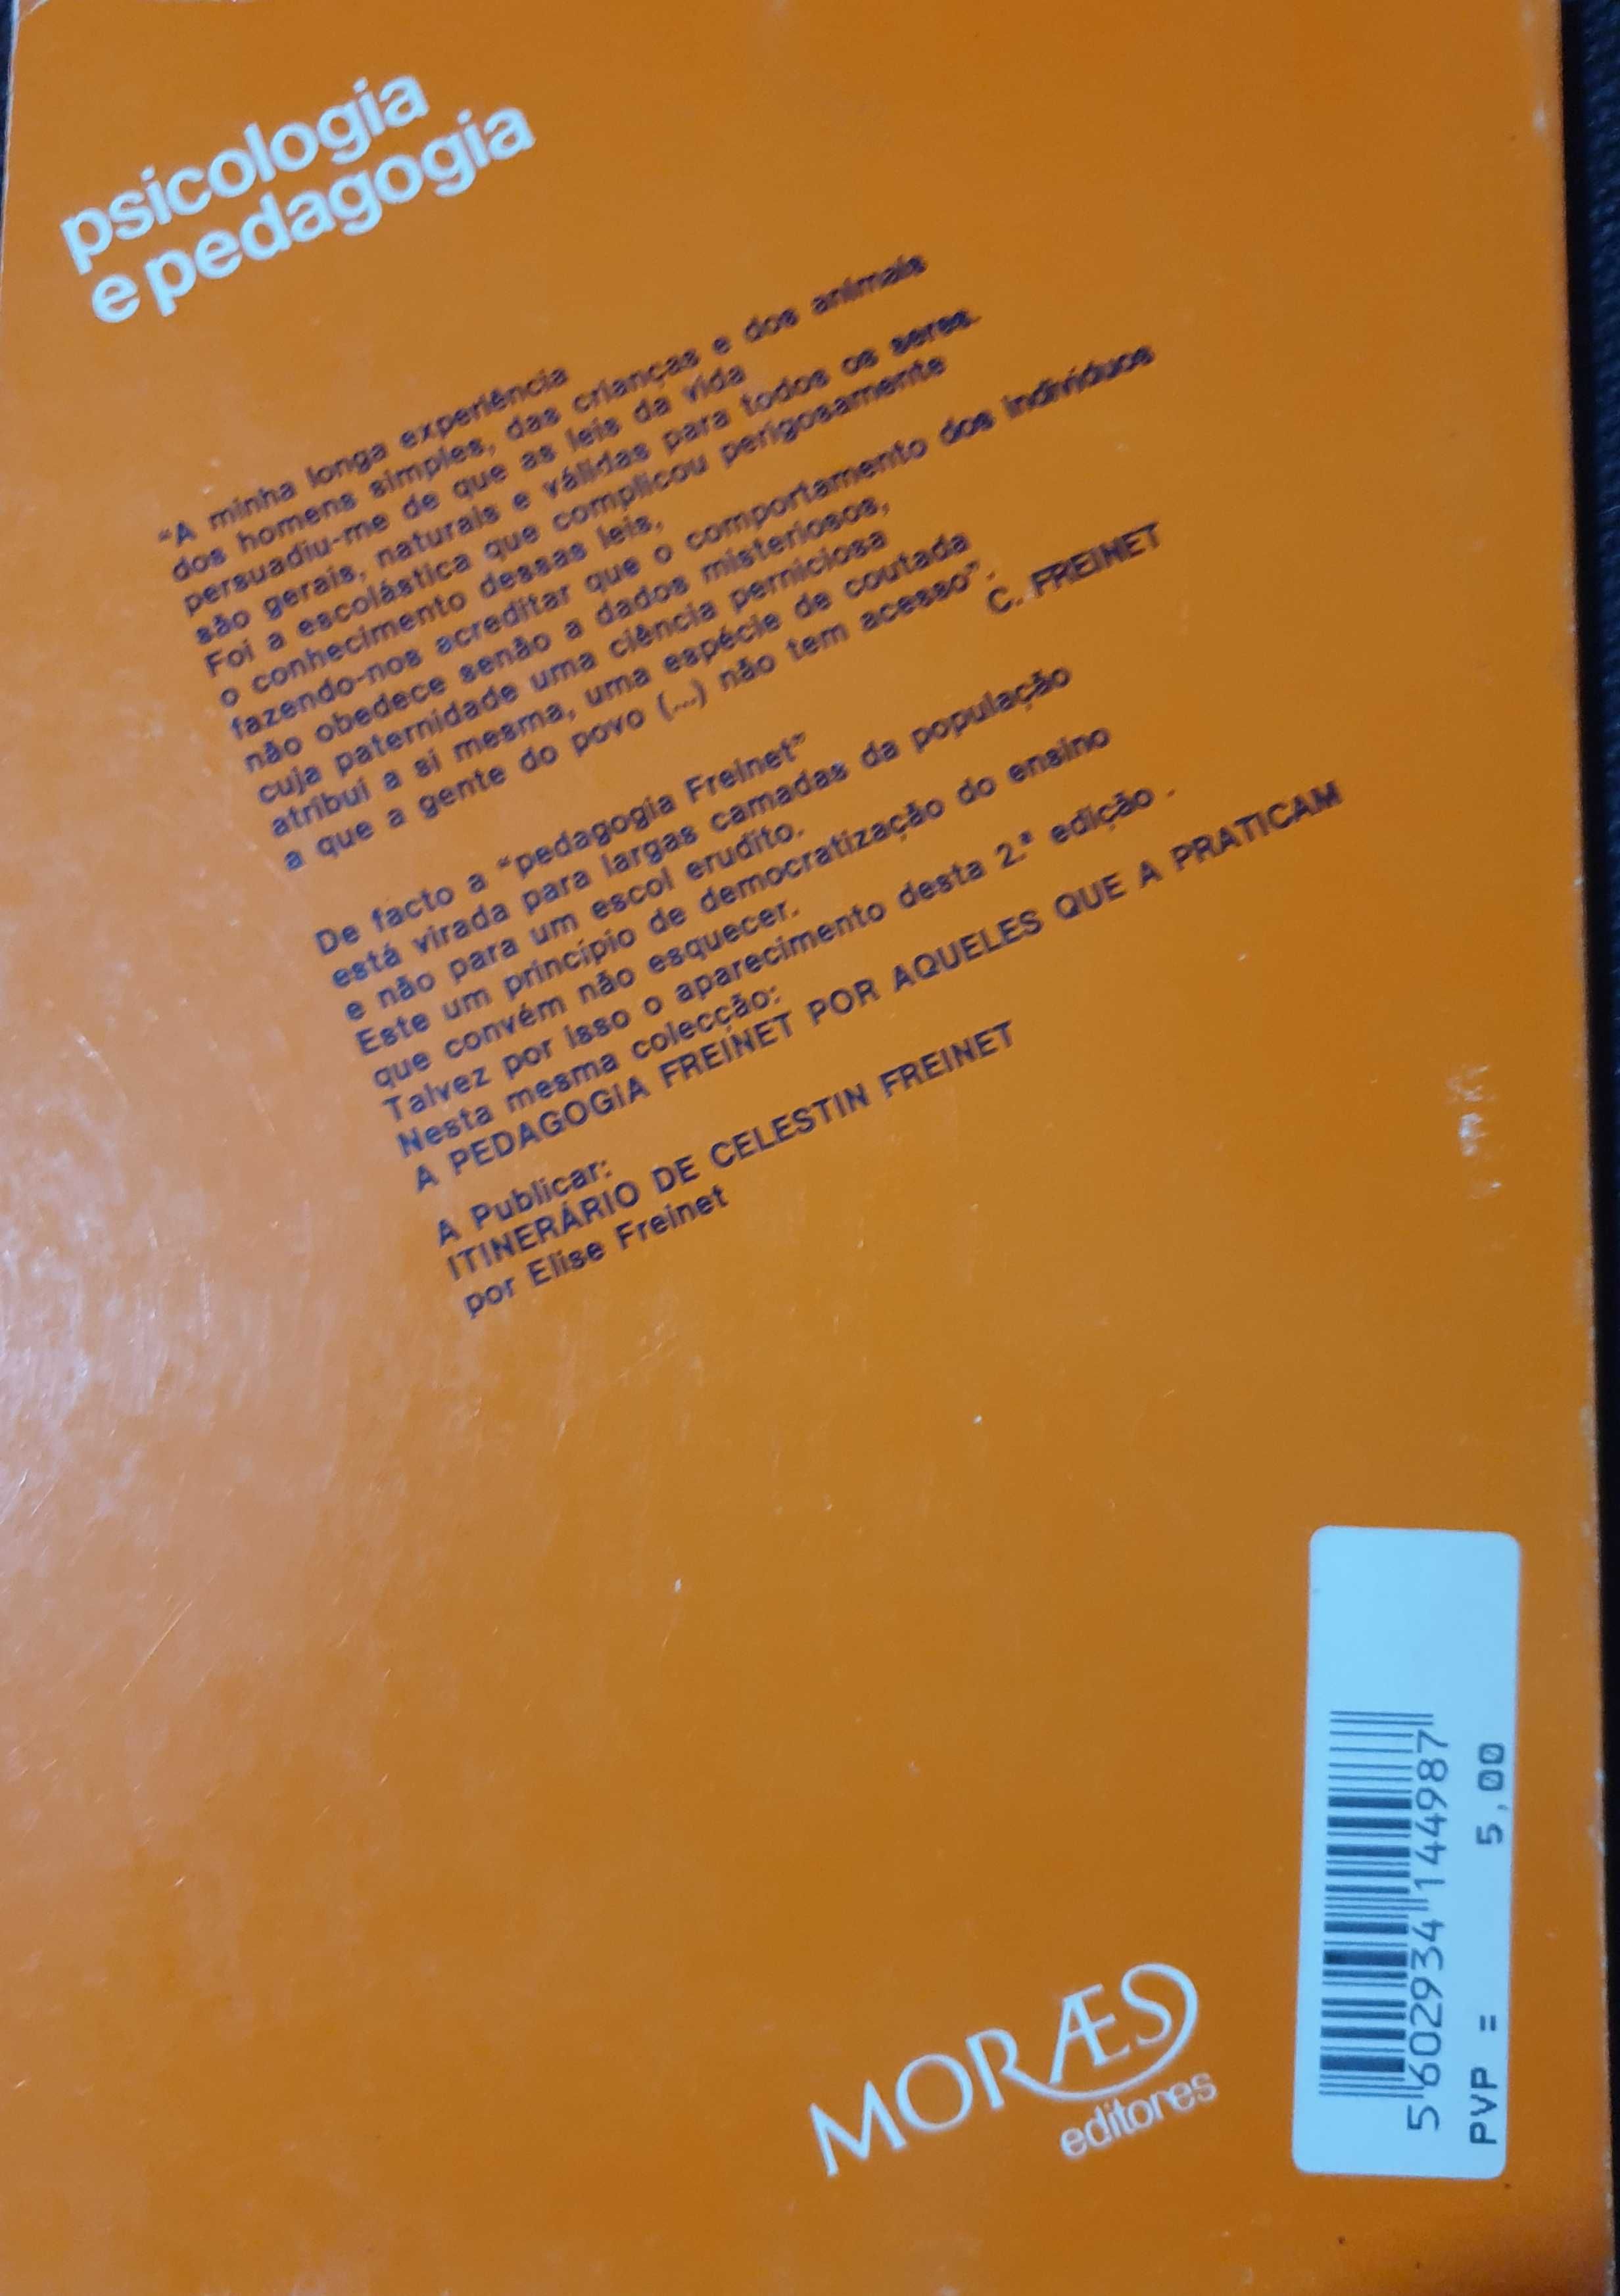 psicologia
e pedagogia
"A minha longa experiência
dos homens simples, das crianças e dos animais
persuadiu-me de que as leis da vida
são gerais, naturais e válidas para todos os seres.
Foi a escolástica que complicou perigosamente
o conhecimento dessas leis,
fazendo-nos acreditar que o comportamento dos indivíduos
não obedece senão a dados misteriosos,
cuja paternidade uma ciência perniciosa
atribui a si mesma, uma espécie de coutada
a que a gente do povo (...) não tem acesso".
C. FREINET
De facto a "pedagogia Freinet"
está virada para largas camadas da população
e não para um escol erudito.
Este um princípio de democratização do ensino
que convém não esquecer.
Talvez por isso o aparecimento desta 2.ª edição .
Nesta mesma colecção:
A PEDAGOGIA FREINET POR AQUELES QUE A PRATICAM
A Publicar:
ITINERÁRIO DE CELESTIN FREINET
por Elise Freinet
MORÆS
editores
5602934144987
PVP = 5,00